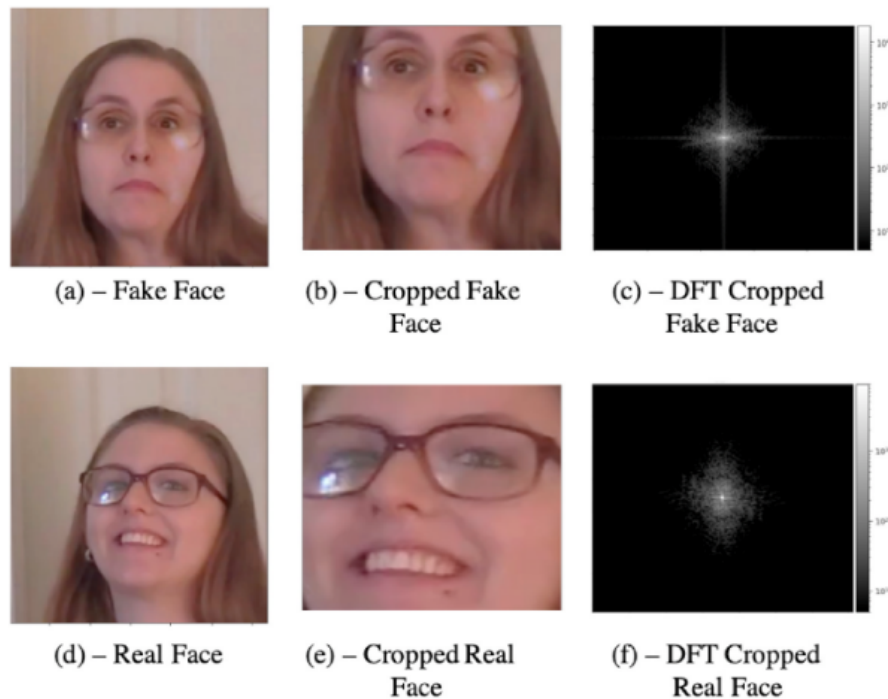 (a) – Fake Face
(b) – Cropped Fake
Face
(c) – DFT Cropped
Fake Face
(d) – Real Face
(e) – Cropped Real
Face
(f) – DFT Cropped
Real Face